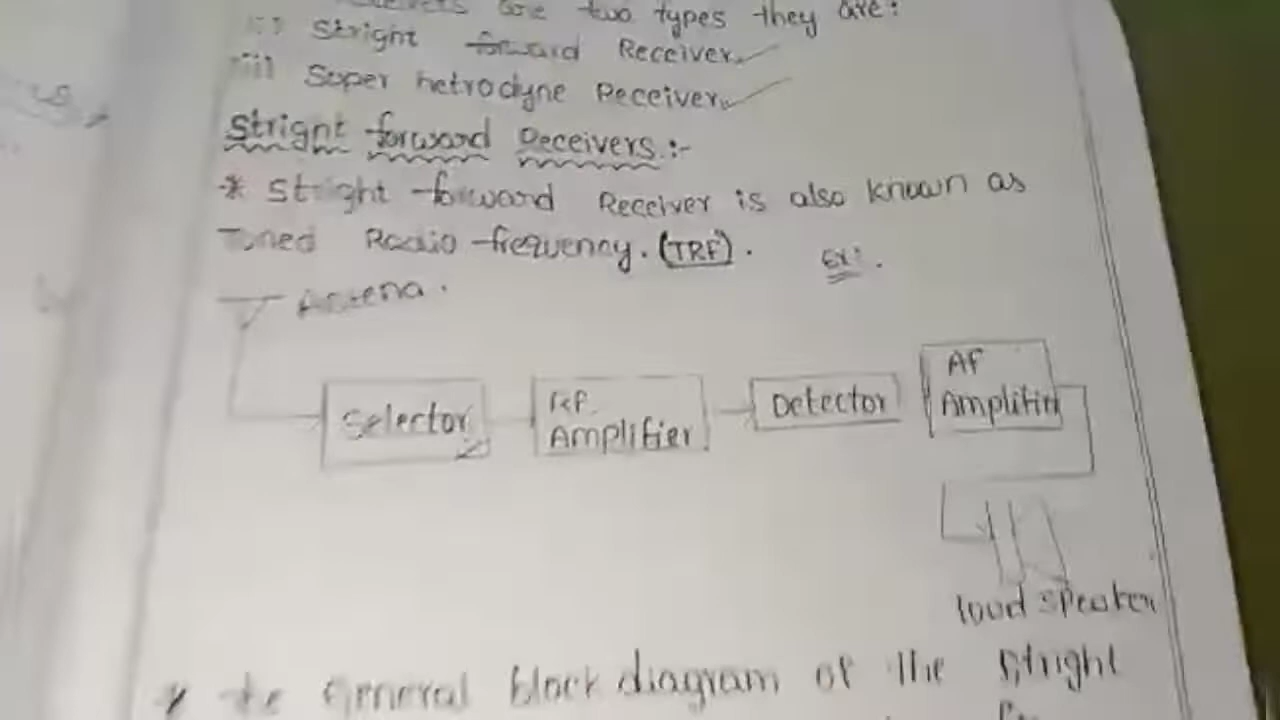 are two types they are:
i) Stright forward Receiver
ii) Super hetrodyne Receiver
Stright forward Receivers:-
* Stright forward Receiver is also known as
Tuned Radio frequency. (TRF). Ex:.
Antena.
Selector
RF Amplifier
Detector
AF Amplifier
loud speaker
* the General block diagram of the Stright